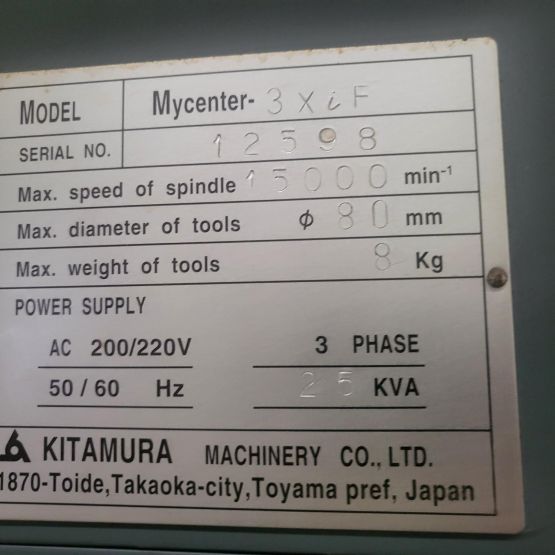 MODEL Mycenter- 3XiF
SERIAL NO. 12598
Max. speed of spindle 15000 min-1
Max. diameter of tools φ 80 mm
Max. weight of tools 8 Kg
POWER SUPPLY
AC 200/220V 3 PHASE
50/60 Hz 25 KVA
KITAMURA MACHINERY CO., LTD.
1870-Toide,Takaoka-city,Toyama pref, Japan